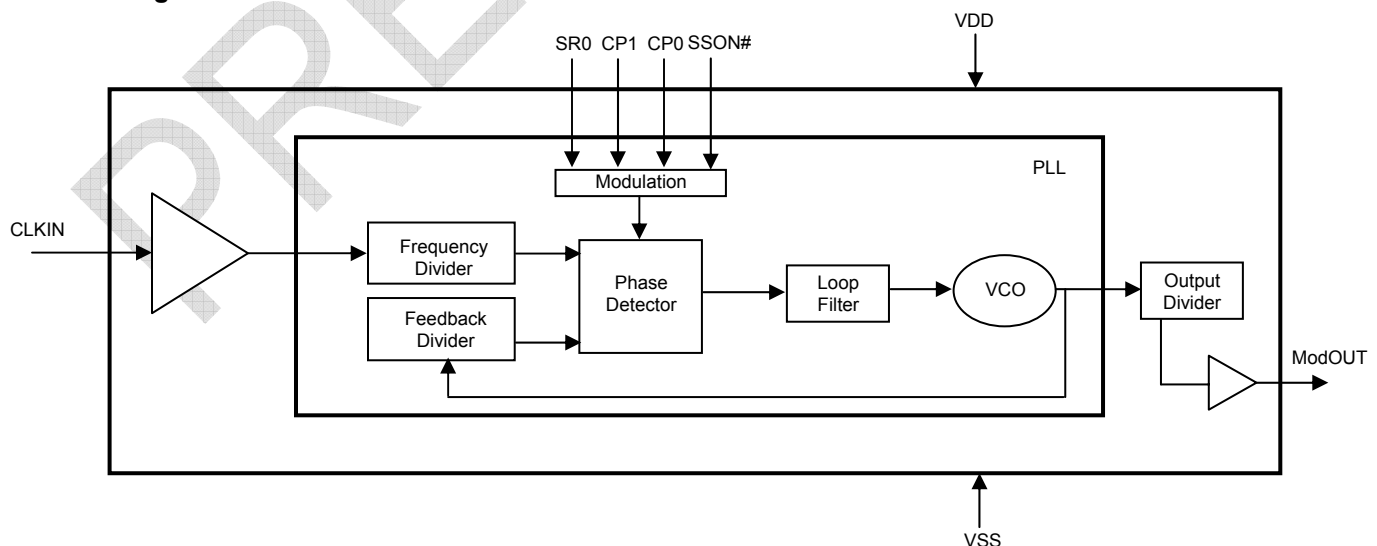 VDD
SR0 CP1 CP0 SSON#
PLL
Modulation
CLKIN
Frequency
Divider
Phase
Detector
Loop
Filter
VCO
Output
Divider
Feedback
Divider
ModOUT
VSS